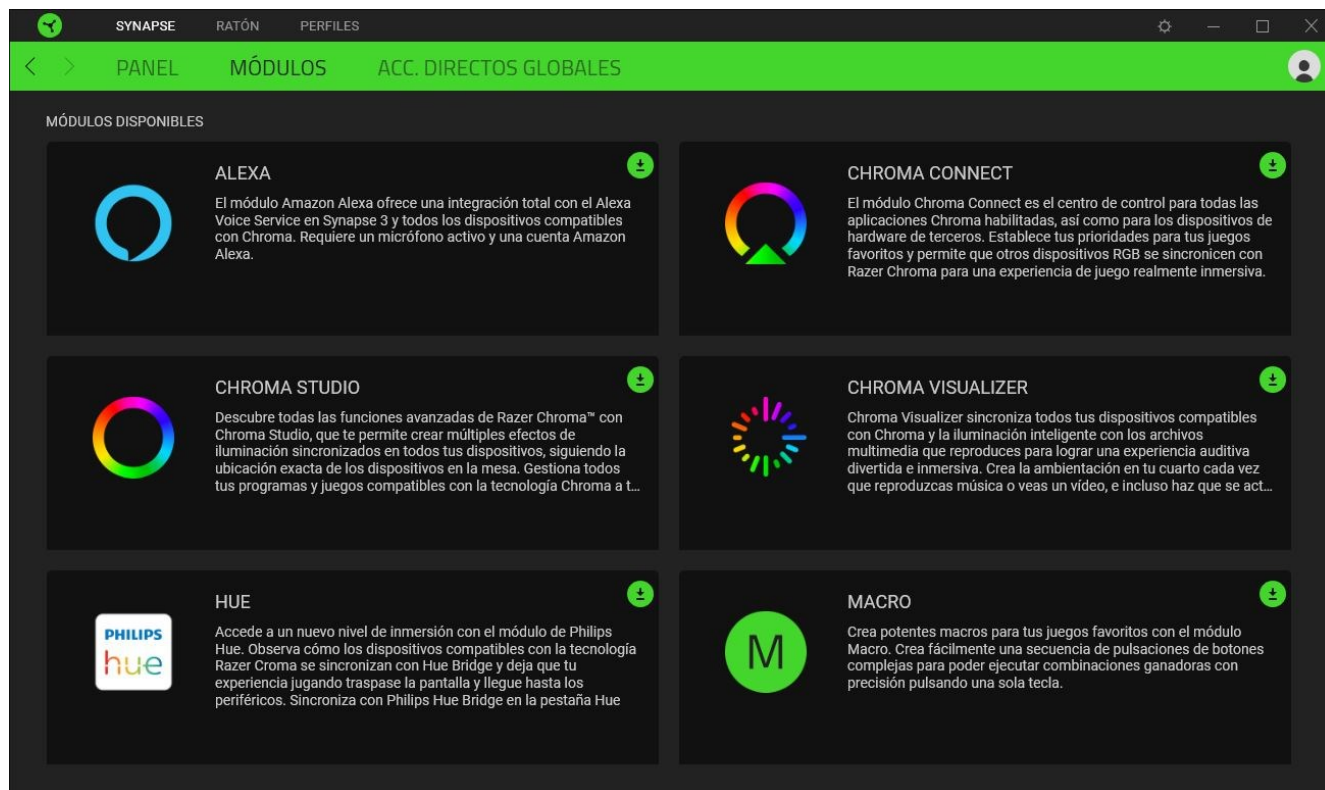 SYNAPSE RATÓN PERFILES
PANEL MÓDULOS ACC. DIRECTOS GLOBALES
MÓDULOS DISPONIBLES
ALEXA
El módulo Amazon Alexa ofrece una integración total con el Alexa
Voice Service en Synapse 3 y todos los dispositivos compatibles
con Chroma. Requiere un micrófono activo y una cuenta Amazon
Alexa.
CHROMA CONNECT
El módulo Chroma Connect es el centro de control para todas las
aplicaciones Chroma habilitadas, así como para los dispositivos de
hardware de terceros. Establece tus prioridades para tus juegos
favoritos y permite que otros dispositivos RGB se sincronicen con
Razer Chroma para una experiencia de juego realmente inmersiva.
CHROMA STUDIO
Descubre todas las funciones avanzadas de Razer Chroma™ con
Chroma Studio, que te permite crear múltiples efectos de
iluminación sincronizados en todos tus dispositivos, siguiendo la
ubicación exacta de los dispositivos en la mesa. Gestiona todos
tus programas y juegos compatibles con la tecnología Chroma a t...
CHROMA VISUALIZER
Chroma Visualizer sincroniza todos tus dispositivos compatibles
con Chroma y la iluminación inteligente con los archivos
multimedia que reproduces para lograr una experiencia auditiva
divertida e inmersiva. Crea la ambientación en tu cuarto cada vez
que reproduzcas música o veas un vídeo, e incluso haz que se act...
PHILIPS
hue
HUE
Accede a un nuevo nivel de inmersión con el módulo de Philips
Hue. Observa cómo los dispositivos compatibles con la tecnología
Razer Croma se sincronizan con Hue Bridge y deja que tu
experiencia jugando traspase la pantalla y llegue hasta los
periféricos. Sincroniza con Philips Hue Bridge en la pestaña Hue
M
MACRO
Crea potentes macros para tus juegos favoritos con el módulo
Macro. Crea fácilmente una secuencia de pulsaciones de botones
complejas para poder ejecutar combinaciones ganadoras con
precisión pulsando una sola tecla.